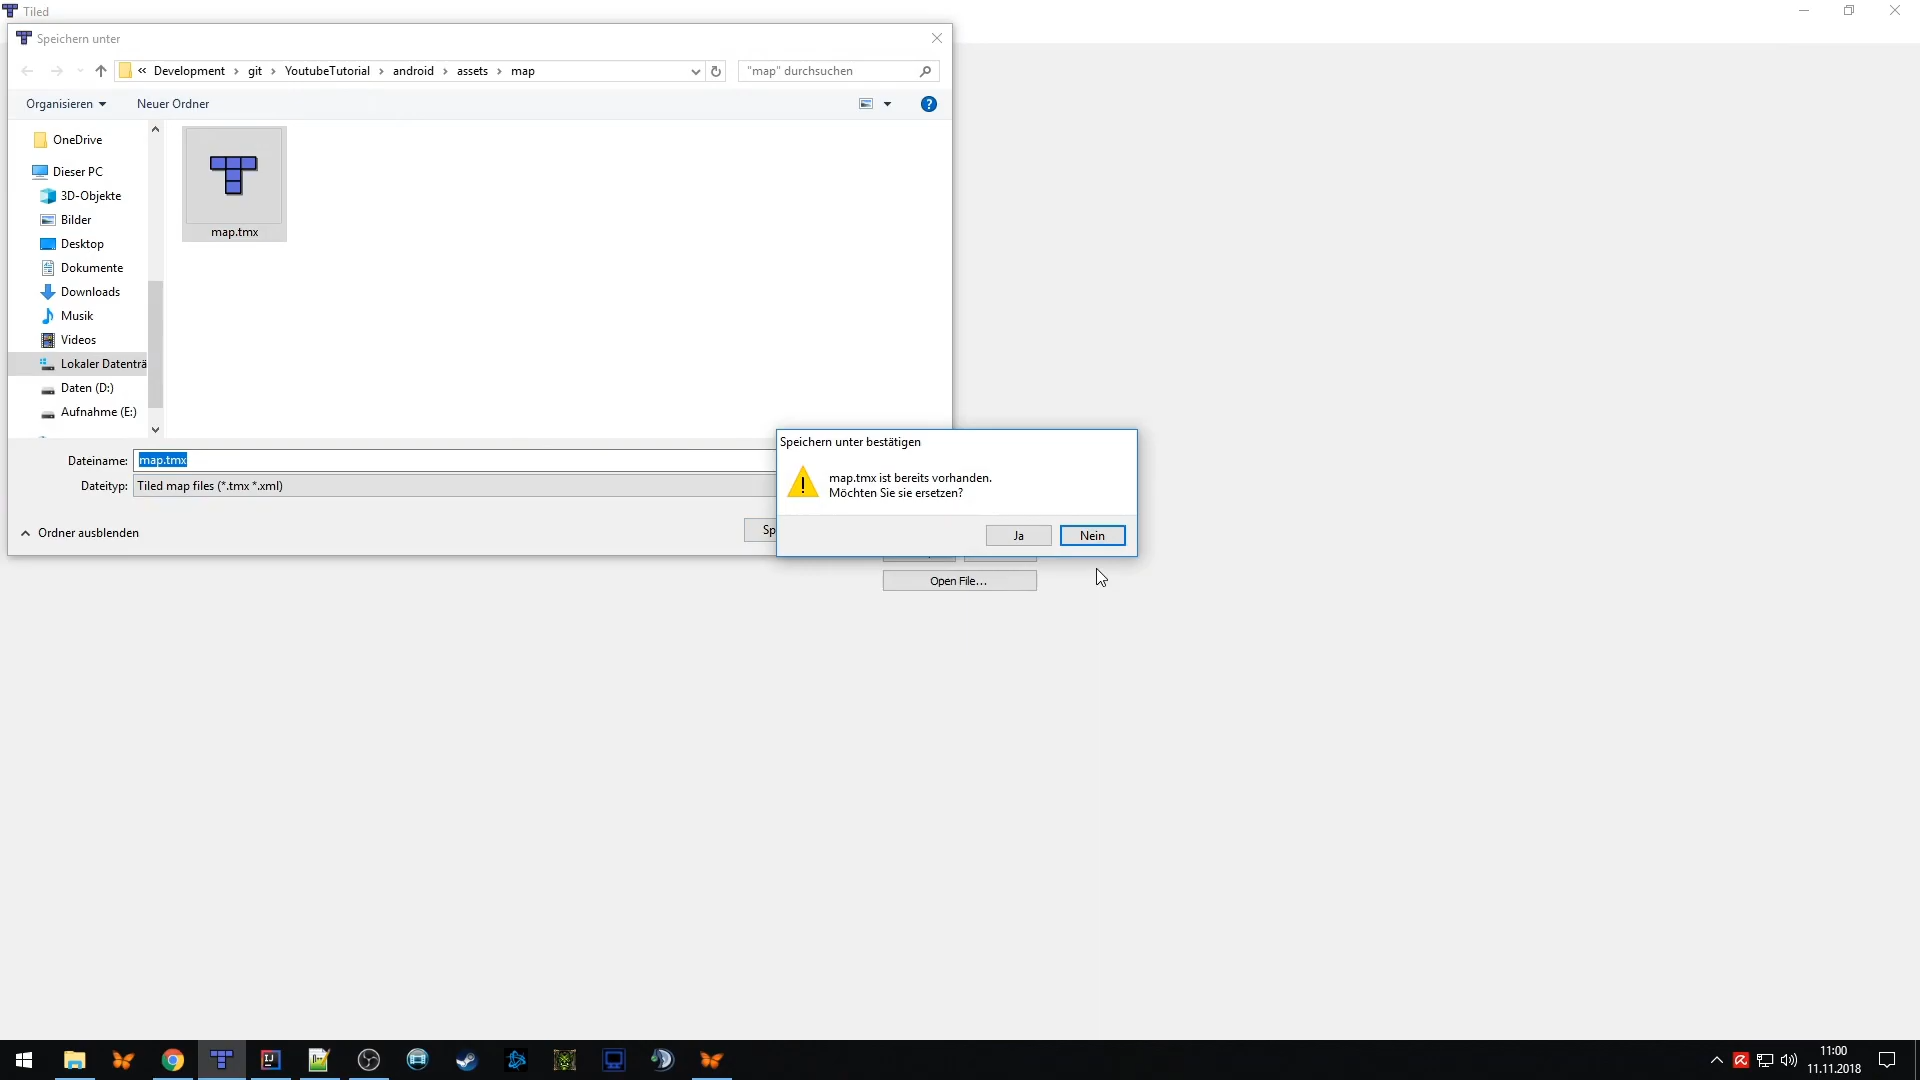 Tiled
Speichern unter
« Development › git › YoutubeTutorial › android › assets › map
"map" durchsuchen
Organisieren
Neuer Ordner
?
OneDrive
Dieser PC
3D-Objekte
Bilder
Desktop
Dokumente
Downloads
Musik
Videos
Lokaler Datenträ
Daten (D:)
Aufnahme (E:)
map.tmx
Dateiname: map.tmx
Dateityp: Tiled map files (*.tmx *.xml)
Ordner ausblenden
Sp
Speichern unter bestätigen
map.tmx ist bereits vorhanden.
Möchten Sie sie ersetzen?
Ja
Nein
Open File...
11:00
11.11.2018